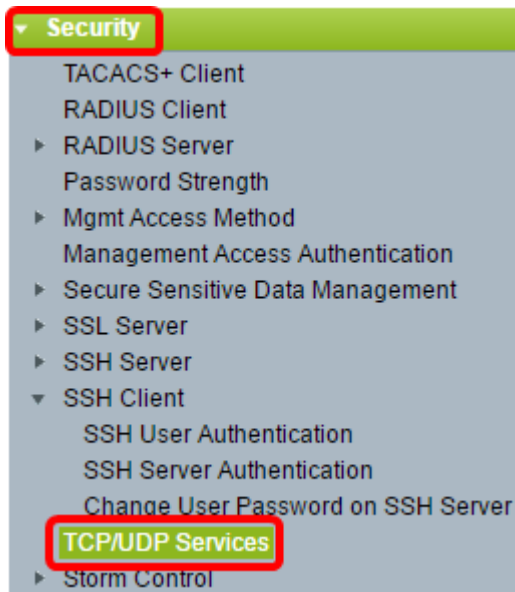 Security
TACACS+ Client
RADIUS Client
RADIUS Server
Password Strength
Mgmt Access Method
Management Access Authentication
Secure Sensitive Data Management
SSL Server
SSH Server
SSH Client
SSH User Authentication
SSH Server Authentication
Change User Password on SSH Server
TCP/UDP Services
Storm Control